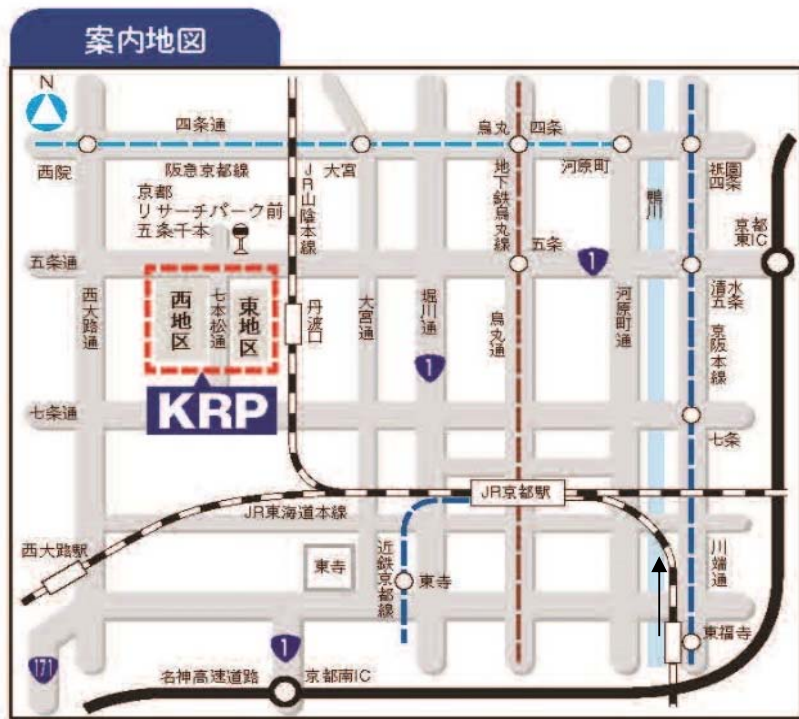 案内地図
N
四条通
烏丸
四条
西院
阪急京都線
JR山陰本線
大宮
地下鉄烏丸線
河原町
鴨川
祇園四条
京都
リサーチパーク前
五条千本
京都
東IC
五条通
五条
1
西大路通
西地区
七本松通
東地区
丹波口
大宮通
堀川通
烏丸通
河原町通
清水五条
京阪本線
1
KRP
七条通
七条
JR京都駅
JR東海道本線
西大路駅
東寺
近鉄京都線
東寺
川端通
東福寺
1
171
名神高速道路
京都南IC